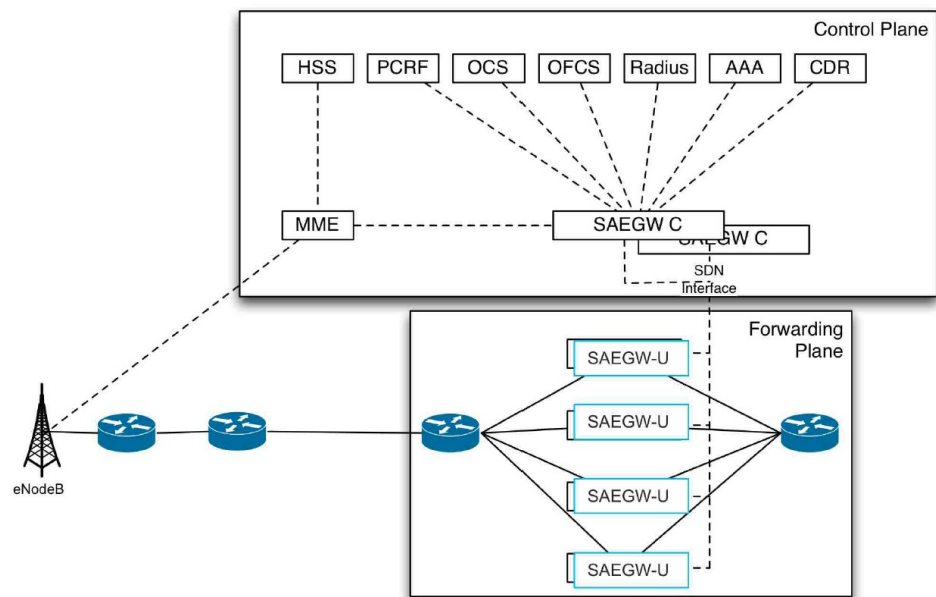 Control Plane
HSS
PCRF
OCS
OFCS
Radius
AAA
CDR
MME
SAEGW C
SAEGW C
SDN
Interface
Forwarding
Plane
SAEGW-U
SAEGW-U
SAEGW-U
SAEGW-U
eNodeB